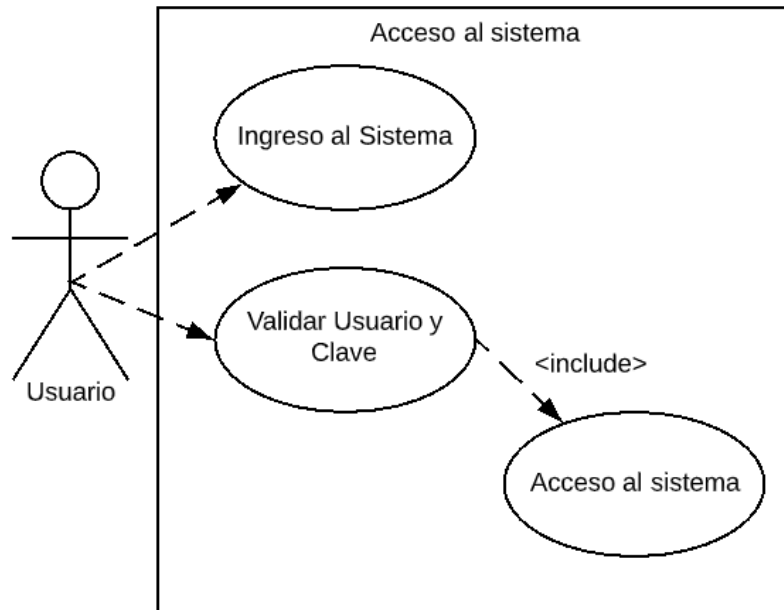 Acceso al sistema
Ingreso al Sistema
Validar Usuario y
Clave
<include>
Usuario
Acceso al sistema